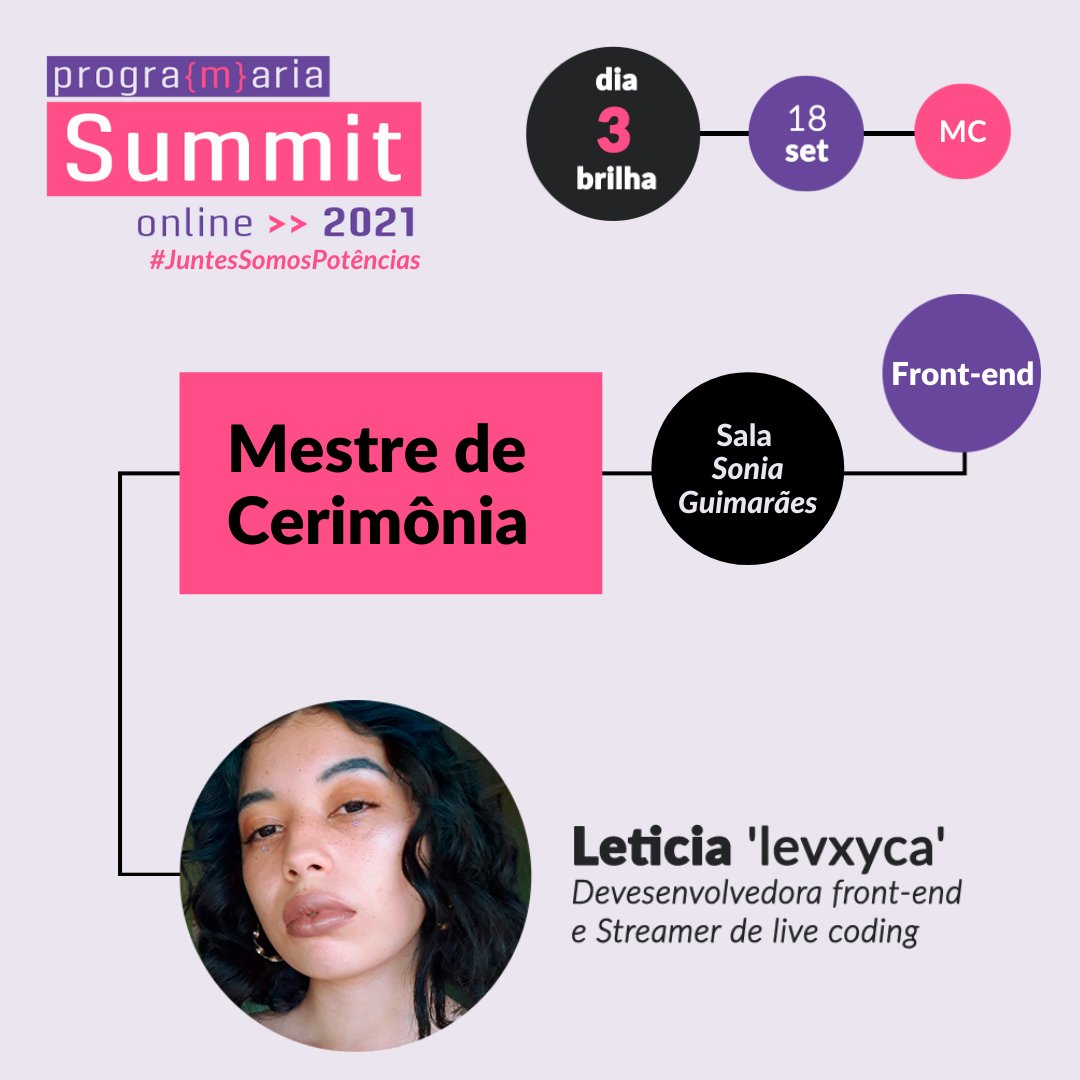 progra{m}aria
Summit
online >> 2021
#JuntesSomosPotências
dia
3
brilha
18
set
MC
Front-end
Mestre de
Cerimônia
Sala
Sonia
Guimarães
Leticia 'levxyca'
Devesenvolvedora front-end
e Streamer de live coding